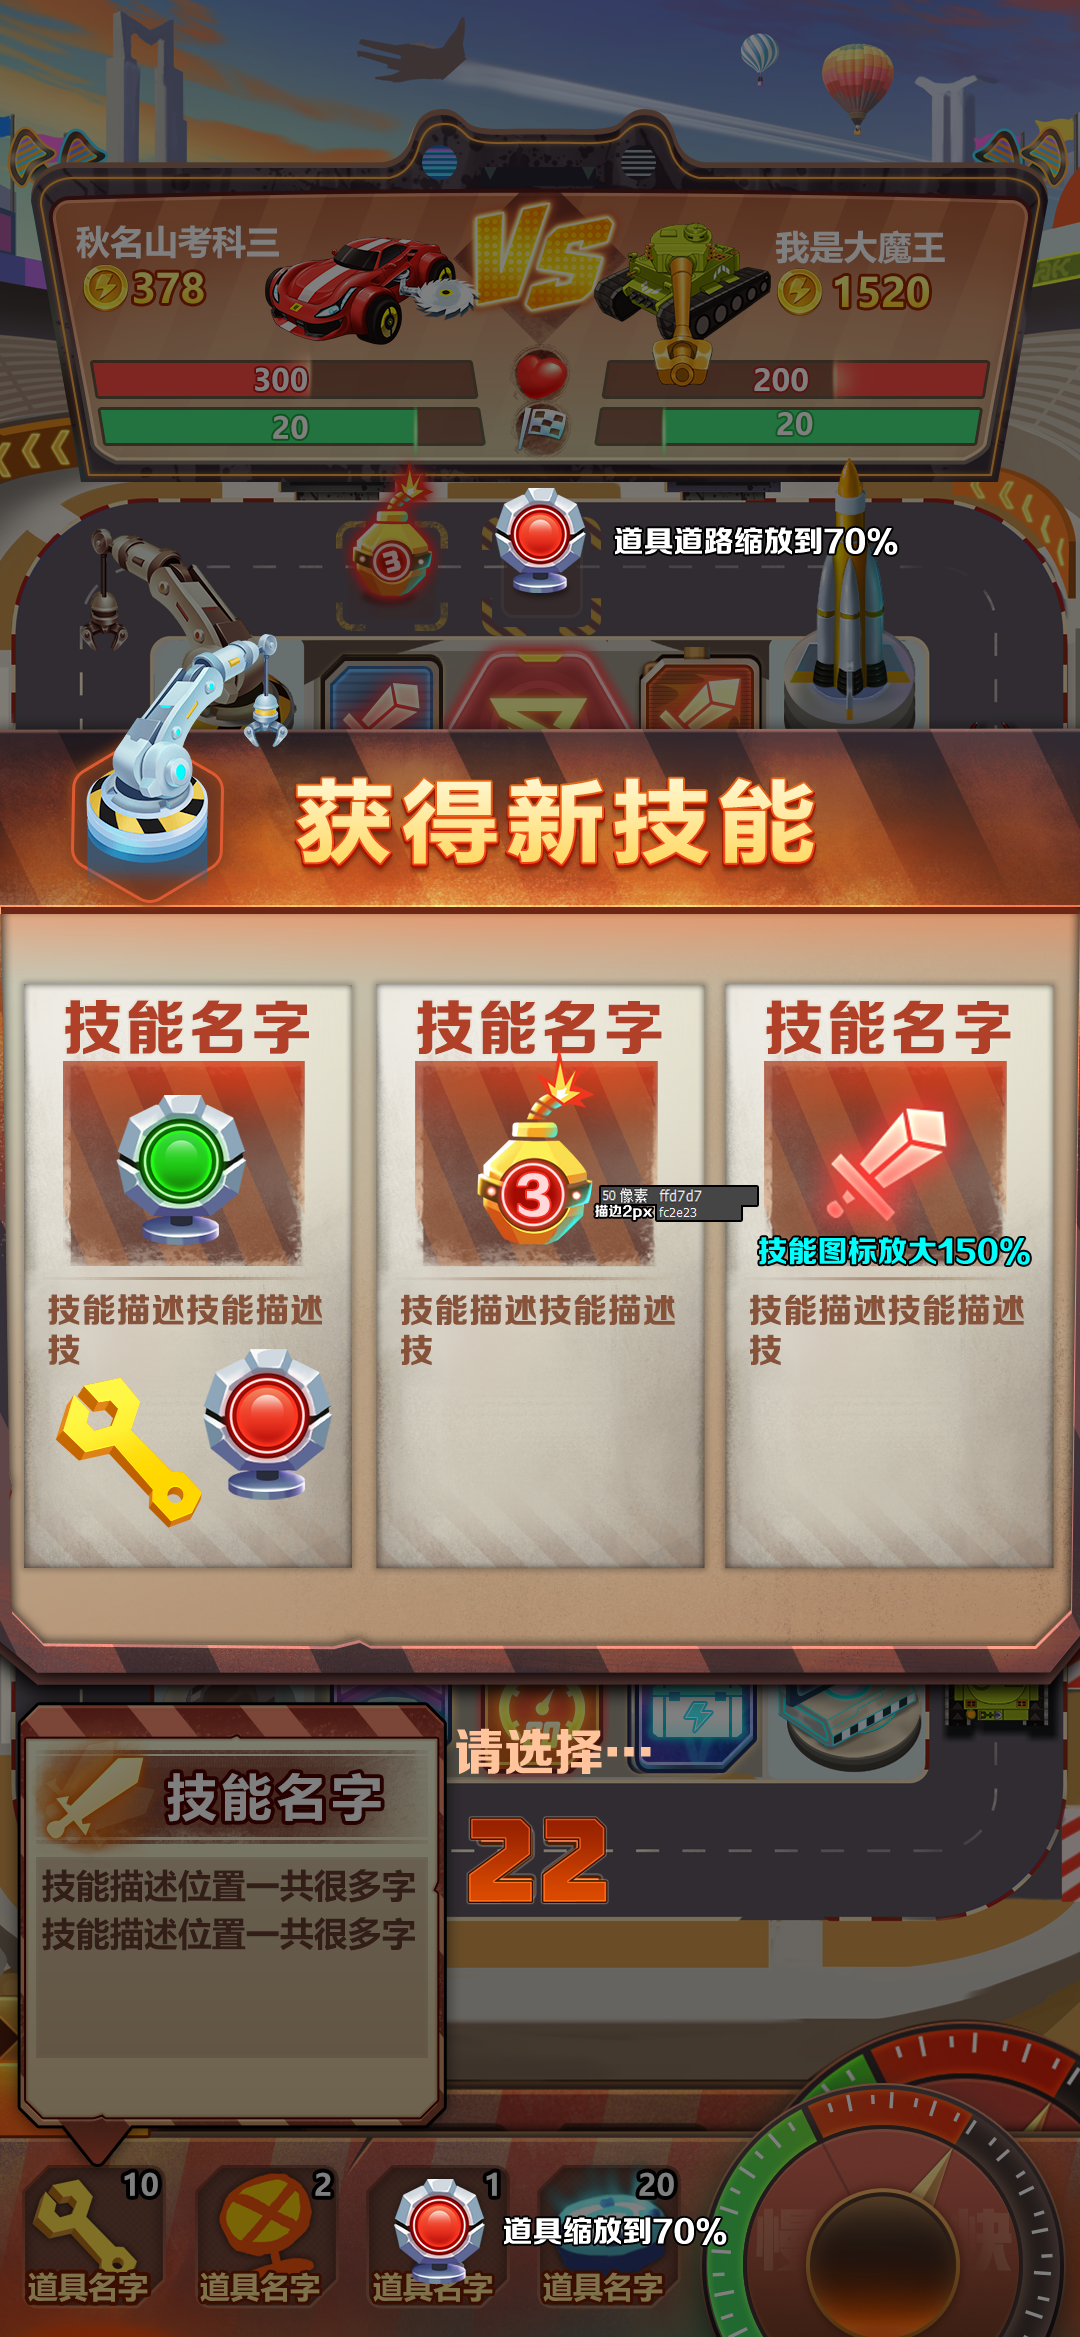 VS
秋名山考科三
我是大魔王
378
1520
300
200
20
20
3
道具道路缩放到70%
获得新技能
技能名字
技能名字
技能名字
3
50 像素 ffd7d7
描边2px fc2e23
技能图标放大150%
技能描述技能描述
技
技能描述技能描述
技
技能描述技能描述
技
请选择...
22
技能名字
技能描述位置一共很多字
技能描述位置一共很多字
10
2
1
20
道具缩放到70%
慢
快
道具名字
道具名字
道具名字
道具名字